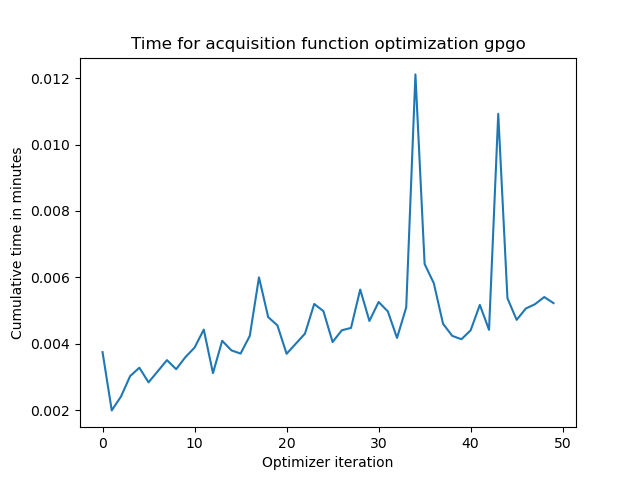 Time for acquisition function optimization gpgo
Cumulative time in minutes
0.012
0.010
0.008
0.006
0.004
0.002
0 10 20 30 40 50
Optimizer iteration